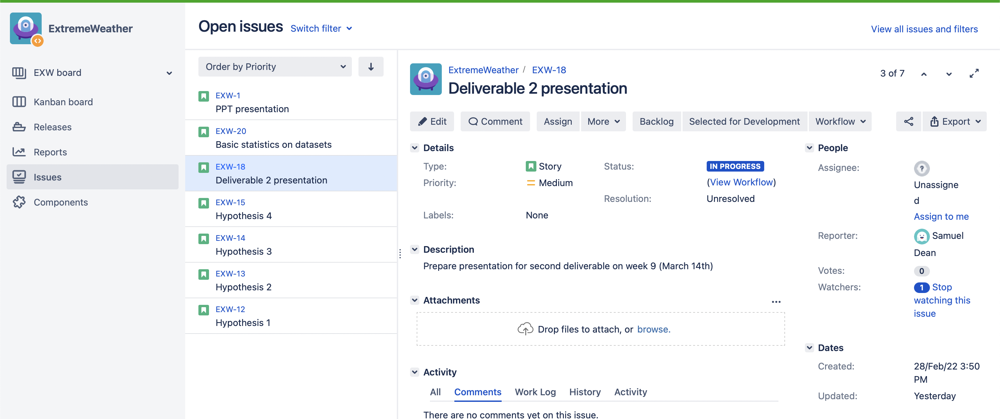 ExtremeWeather
EXW board
Kanban board
Releases
Reports
Issues
Components
Open issues
Switch filter
View all issues and filters
Order by Priority
EXW-1
PPT presentation
EXW-20
Basic statistics on datasets
EXW-18
Deliverable 2 presentation
EXW-15
Hypothesis 4
EXW-14
Hypothesis 3
EXW-13
Hypothesis 2
EXW-12
Hypothesis 1
ExtremeWeather / EXW-18
Deliverable 2 presentation
3 of 7
Edit Comment Assign More Backlog Selected for Development Workflow Export
Details
Type: Story
Priority: Medium
Labels: None
Status: IN PROGRESS
(View Workflow)
Resolution: Unresolved
Description
Prepare presentation for second deliverable on week 9 (March 14th)
Attachments
Drop files to attach, or browse.
Activity
All Comments Work Log History Activity
There are no comments yet on this issue.
People
Assignee: ?
Unassigne
d
Assign to me
Reporter: Samuel
Dean
Votes: 0
Watchers: 1 Stop
watching this
issue
Dates
Created: 28/Feb/22 3:50
PM
Updated: Yesterday